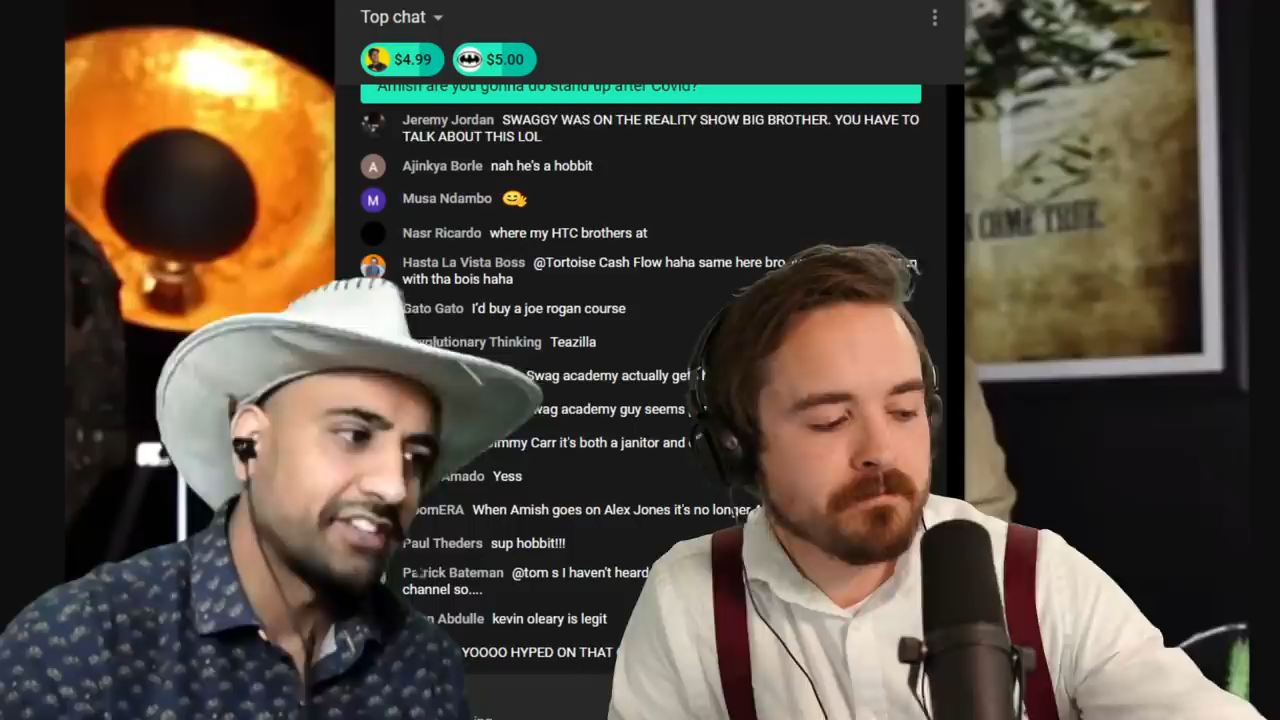 Top chat
$4.99 $5.00
Amish are you gonna do stand up after Covid?
Jeremy Jordan SWAGGY WAS ON THE REALITY SHOW BIG BROTHER. YOU HAVE TO
TALK ABOUT THIS LOL
A Ajinkya Borle nah he's a hobbit
M Musa Ndambo
Nasr Ricardo where my HTC brothers at
Hasta La Vista Boss @Tortoise Cash Flow haha same here bro
with tha bois haha
Gato Gato I'd buy a joe rogan course
Thinking Teazilla
Swag academy actually
academy guy seems
Carr it's both a janitor and
Amado Yess
When Amish goes on Alex Jones it's no longer
Paul Theders sup hobbit!!!
Patrick Bateman @tom s I haven't heard
channel so....
Abdulle kevin oleary is legit
YOOOO HYPED ON THAT
COME TRUE.